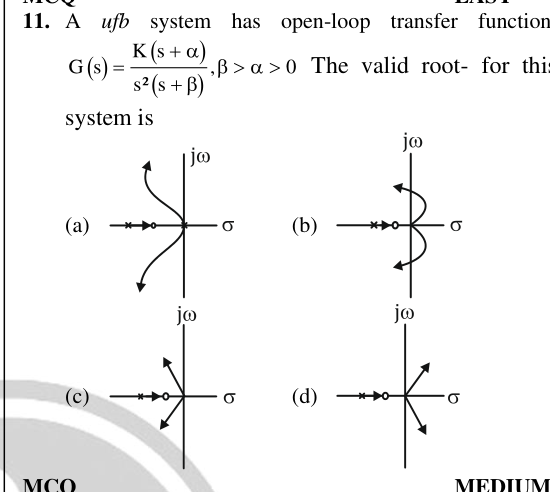 MCQ EASY
11. A ufb system has open-loop transfer function
G(s) = K(s + α) / s²(s + β) , β > α > 0 The valid root- for this
system is
(a) jω σ
(b) jω σ
(c) jω σ
(d) jω σ
MCQ MEDIUM